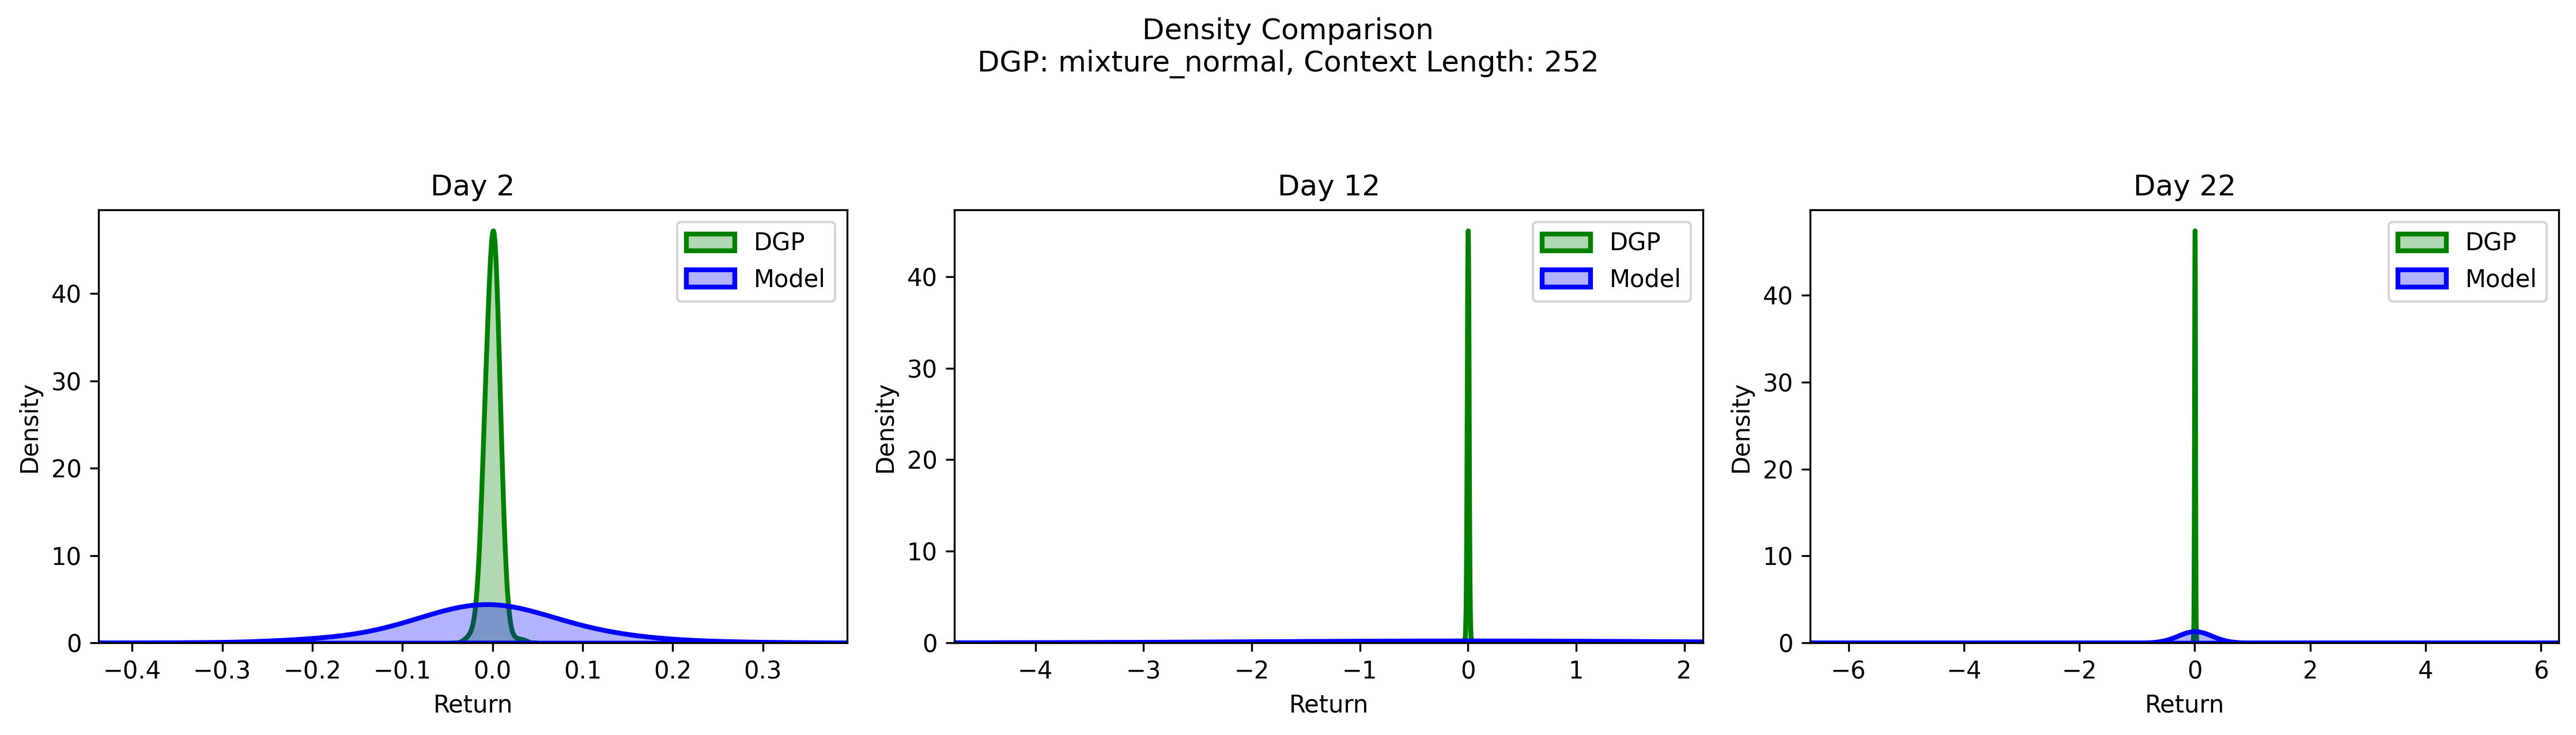 Density Comparison
DGP: mixture_normal, Context Length: 252
Day 2
DGP
Model
Density
0
10
20
30
40
−0.4
−0.3
−0.2
−0.1
0.0
0.1
0.2
0.3
Return
Day 12
DGP
Model
Density
0
10
20
30
40
−4
−3
−2
−1
0
1
2
Return
Day 22
DGP
Model
Density
0
10
20
30
40
−6
−4
−2
0
2
4
6
Return